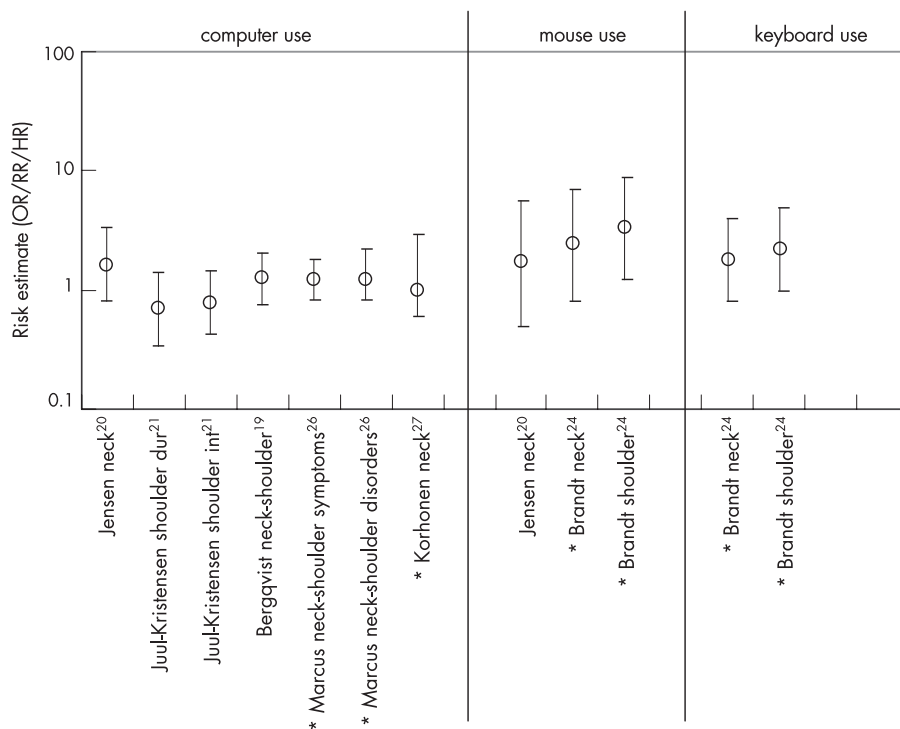 computer use
mouse use
keyboard use
Risk estimate (OR/RR/HR)
100
10
1
0.1
Jensen neck20
Juul-Kristensen shoulder dur21
Juul-Kristensen shoulder int21
Bergqvist neck-shoulder19
* Marcus neck-shoulder symptoms26
* Marcus neck-shoulder disorders26
* Korhonen neck27
Jensen neck20
* Brandt neck24
* Brandt shoulder24
* Brandt neck24
* Brandt shoulder24